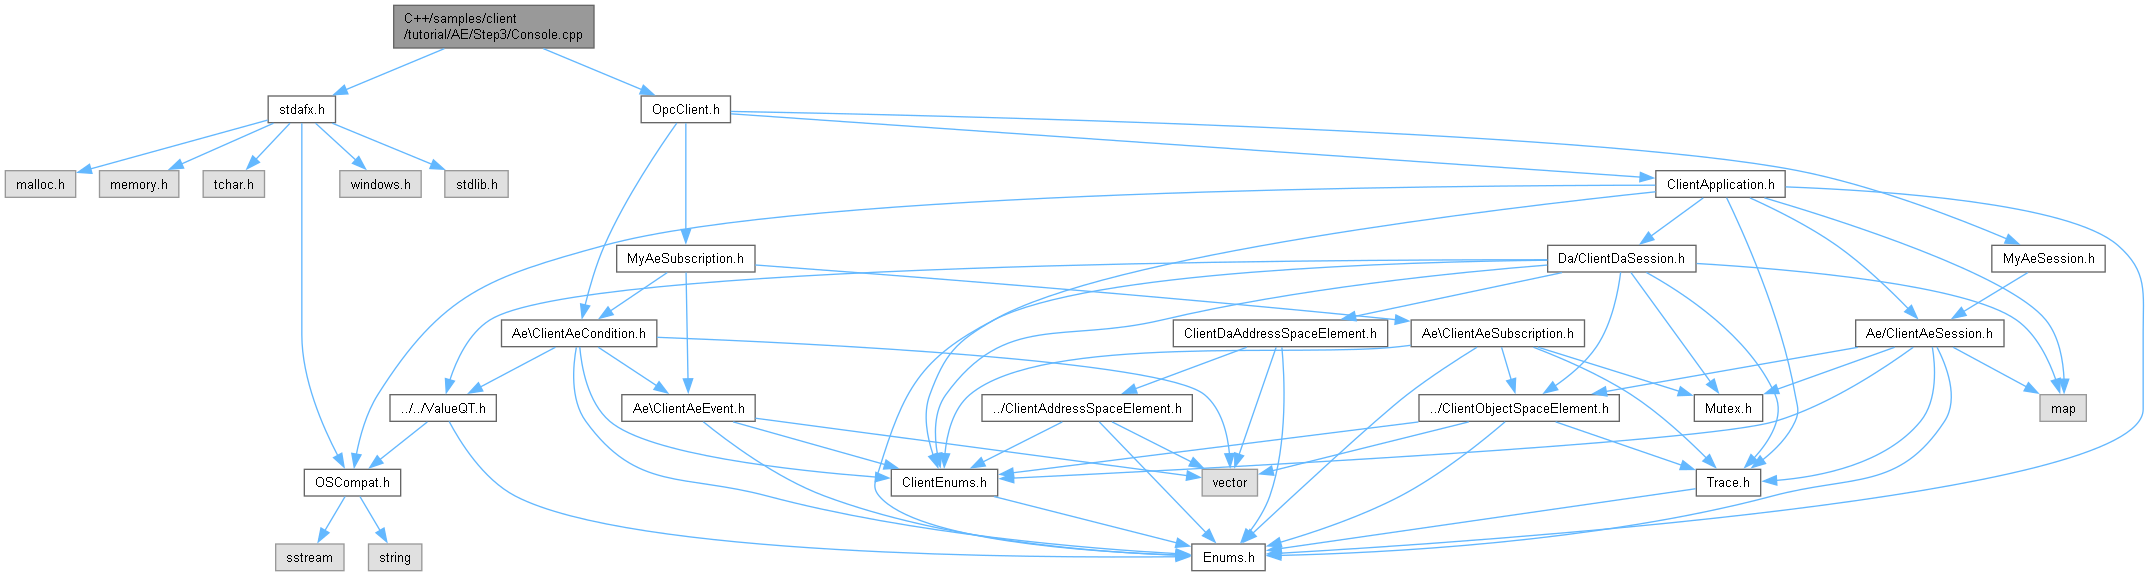 C++/samples/client
/tutorial/AE/Step3/Console.cpp
stdafx.h
OpcClient.h
malloc.h
memory.h
tchar.h
windows.h
stdlib.h
ClientApplication.h
MyAeSubscription.h
Da/ClientDaSession.h
MyAeSession.h
Ae\ClientAeCondition.h
ClientDaAddressSpaceElement.h
Ae\ClientAeSubscription.h
Ae/ClientAeSession.h
../../ValueQT.h
Ae\ClientAeEvent.h
../ClientAddressSpaceElement.h
../ClientObjectSpaceElement.h
Mutex.h
map
OSCompat.h
ClientEnums.h
vector
Trace.h
sstream
string
Enums.h